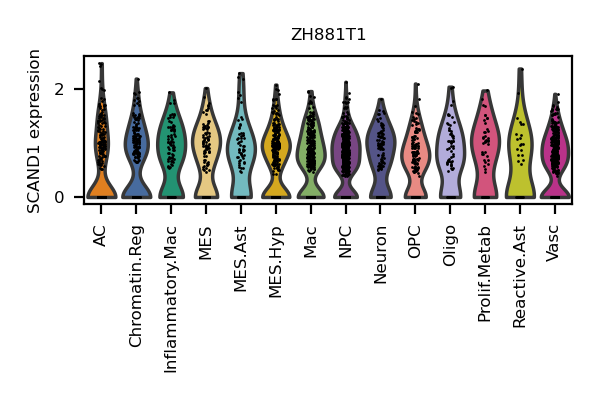 ZH881T1
SCAND1 expression
2
0
AC
Chromatin.Reg
Inflammatory.Mac
MES
MES.Ast
MES.Hyp
Mac
NPC
Neuron
OPC
Oligo
Prolif.Metab
Reactive.Ast
Vasc